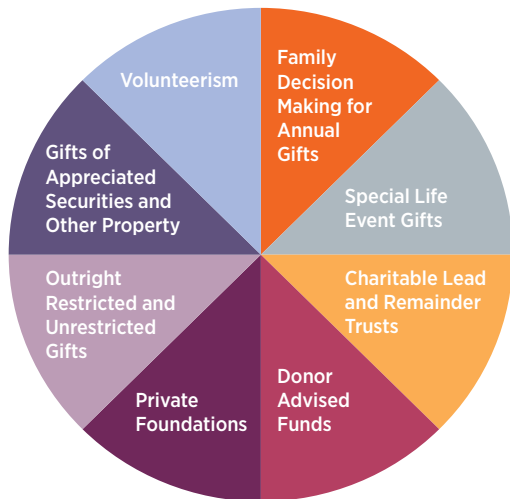 Family
Decision
Making for
Annual
Gifts
Special Life
Event Gifts
Charitable Lead
and Remainder
Trusts
Donor
Advised
Funds
Private
Foundations
Outright
Restricted and
Unrestricted
Gifts
Gifts of
Appreciated
Securities and
Other Property
Volunteerism